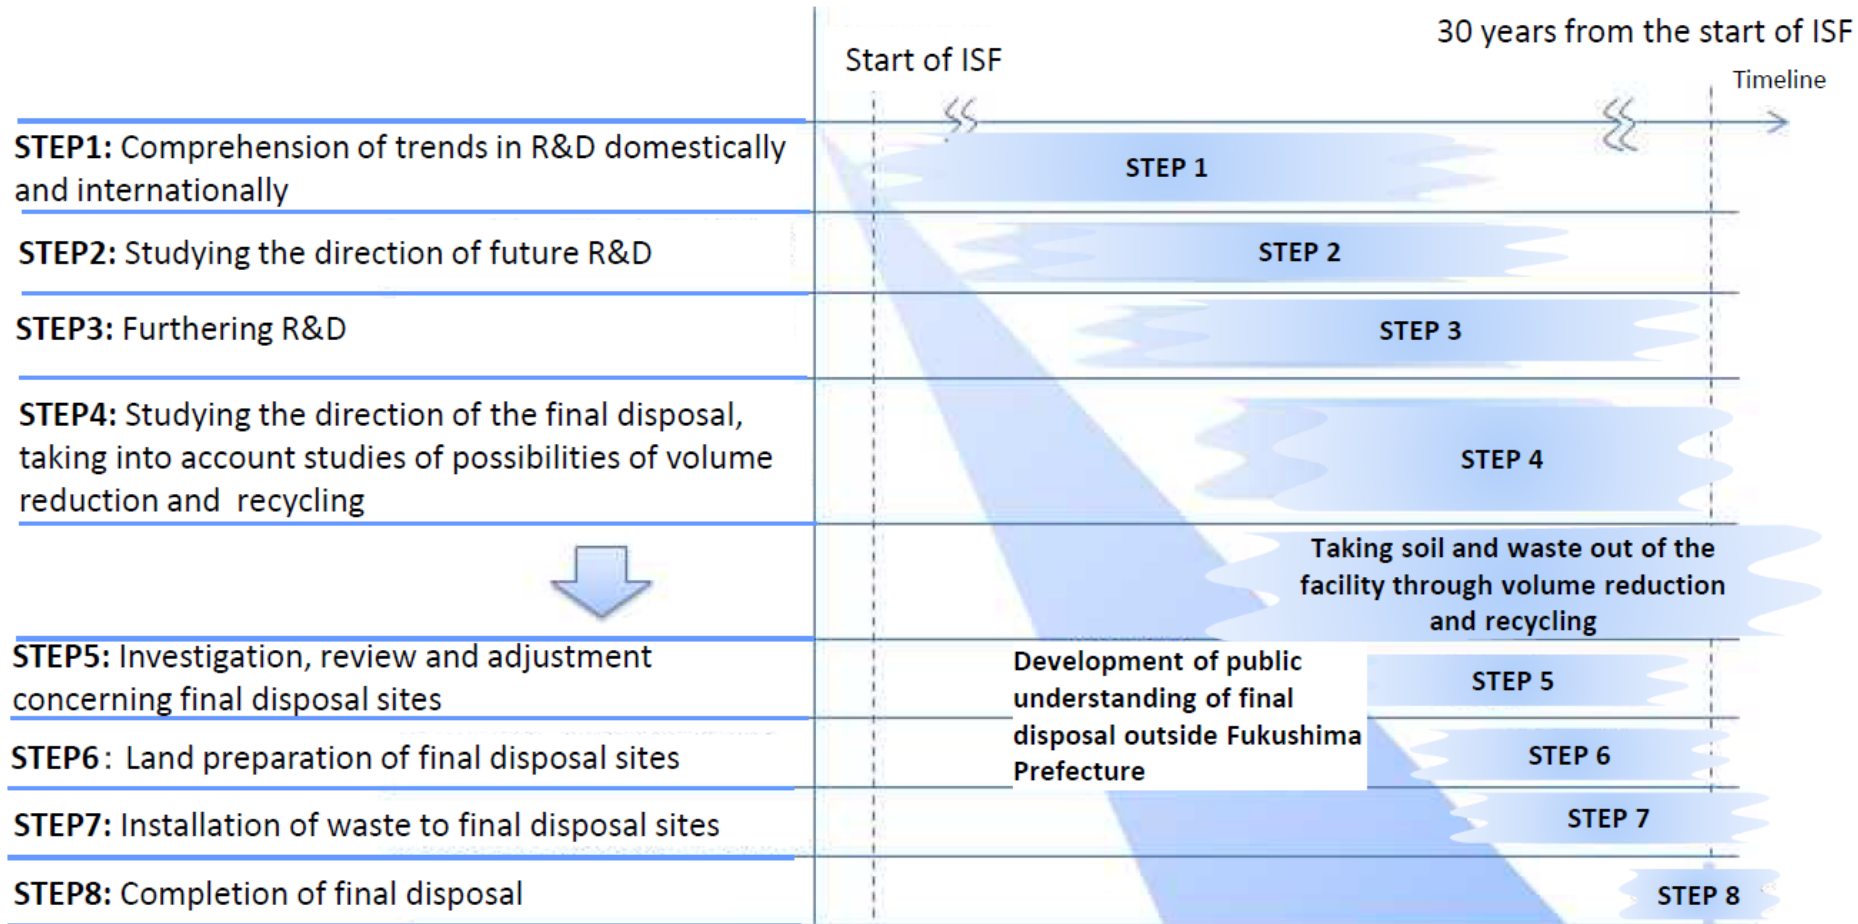 30 years from the start of ISF
Start of ISF
Timeline
STEP1: Comprehension of trends in R&D domestically
and internationally
STEP 1
STEP2: Studying the direction of future R&D
STEP 2
STEP3: Furthering R&D
STEP 3
STEP4: Studying the direction of the final disposal,
taking into account studies of possibilities of volume
reduction and recycling
STEP 4
Taking soil and waste out of the
facility through volume reduction
and recycling
STEP5: Investigation, review and adjustment
concerning final disposal sites
Development of public
understanding of final
disposal outside Fukushima
Prefecture
STEP 5
STEP6: Land preparation of final disposal sites
STEP 6
STEP7: Installation of waste to final disposal sites
STEP 7
STEP8: Completion of final disposal
STEP 8